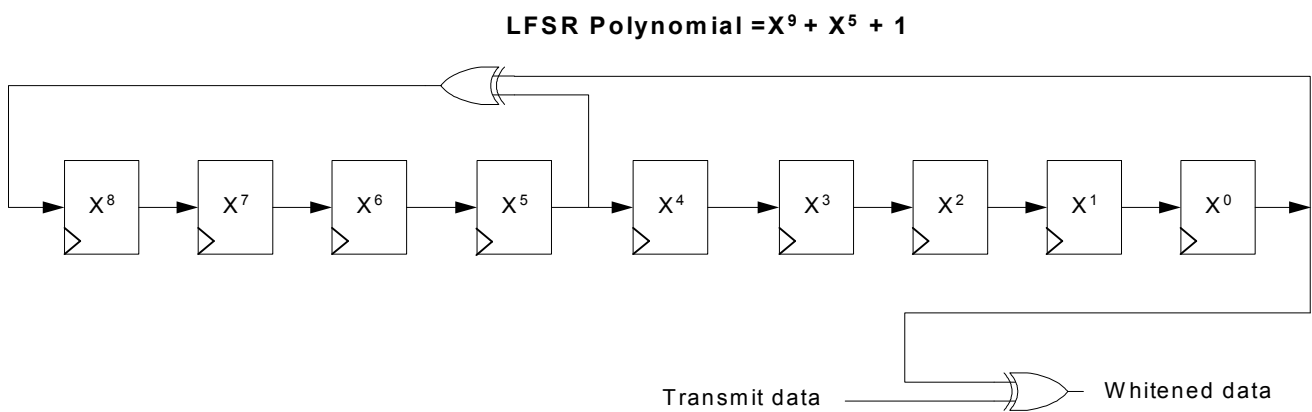 LFSR Polynomial =X⁹ + X⁵ + 1
X⁸ X⁷ X⁶ X⁵ X⁴ X³ X² X¹ X⁰
Transmit data
Whitened data